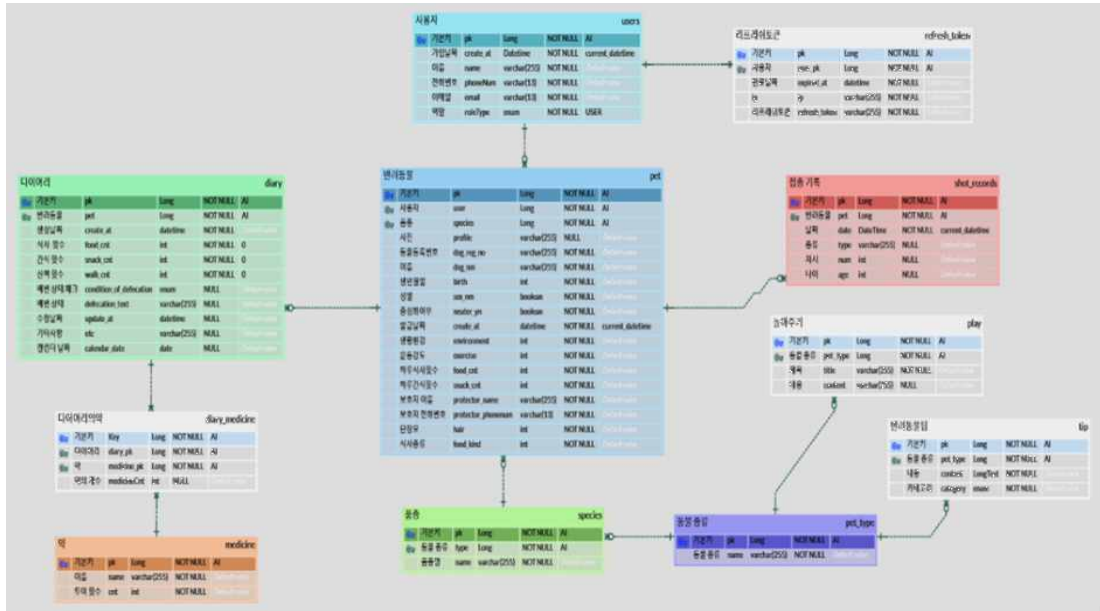 사용자 users
기본키 pk Long NOT NULL AI
가입날짜 create_at Datetime NOT NULL current_datetime
이름 name varchar(255) NOT NULL
전화번호 phoneNum varchar(13) NOT NULL
이메일 email varchar(13) NOT NULL
역할 roleType enum NOT NULL USER
리프레쉬토큰 refresh_token
기본키 pk Long NOT NULL AI
사용자 user_pk Long NOT NULL AI
datetime NOT NULL
varchar(255) NOT NULL
리프레쉬토큰 refresh_token varchar(255) NOT NULL
다이어리 diary
기본키 pk Long NOT NULL AI
반려동물 pet Long NOT NULL AI
생성날짜 create_at datetime NOT NULL
식사 횟수 food_cnt int NOT NULL 0
간식 횟수 snack_cnt int NOT NULL 0
산책 횟수 walk_cnt int NOT NULL 0
배변 상태 체크 condition_of_defecation enum NULL
배변 상태 defecation_text varchar(255) NULL
수정날짜 update_at datetime NULL
기타사항 etc varchar(255) NULL
캘린더 날짜 calendar_date date NULL
반려동물 pet
기본키 pk Long NOT NULL AI
사용자 user Long NOT NULL AI
품종 species Long NOT NULL AI
사진 profile varchar(255) NULL
동물등록번호 dog_reg_no varchar(255) NULL
이름 dog_nm varchar(255) NOT NULL
생년월일 birth int NOT NULL
성별 sex_nm boolean NOT NULL
중성화여부 neuter_yn boolean NOT NULL
발급날짜 create_at datetime NOT NULL current_datetime
생활환경 environment int NOT NULL
운동강도 exercise int NOT NULL
하루식사횟수 food_cnt int NOT NULL
하루간식횟수 snack_cnt int NOT NULL
보호자 이름 protector_name varchar(255) NOT NULL
보호자 전화번호 protector_phonenum varchar(13) NOT NULL
단장모 hair int NOT NULL
식사종류 food_kind int NOT NULL
접종 기록 shot_records
기본키 pk Long NOT NULL AI
반려동물 pet Long NOT NULL AI
날짜 date DateTime NOT NULL current_datetime
종류 type varchar(255) NULL
차시 num int NULL
나이 age int NULL
놀아주기 play
기본키 pk Long NOT NULL AI
동물 종류 pet_type Long NOT NULL AI
제목 title varchar(255) NOT NULL
내용 content varchar(255) NULL
다이어리의약 diary_medicine
기본키 Key Long NOT NULL AI
다이어리 diary_pk Long NOT NULL AI
약 medicine_pk Long NOT NULL AI
약의 갯수 medicineCnt int NULL
반려동물팁 tip
기본키 pk Long NOT NULL AI
동물 종류 pet_type Long NOT NULL AI
내용 content LongText NOT NULL
카테고리 category enum NOT NULL
약 medicine
기본키 pk Long NOT NULL AI
이름 name varchar(255) NOT NULL
투여 횟수 cnt int NOT NULL
품종 species
기본키 pk Long NOT NULL AI
동물 종류 type Long NOT NULL AI
품종명 name varchar(255) NOT NULL
동물 종류 pet_type
기본키 pk Long NOT NULL AI
동물 종류 name varchar(255) NOT NULL